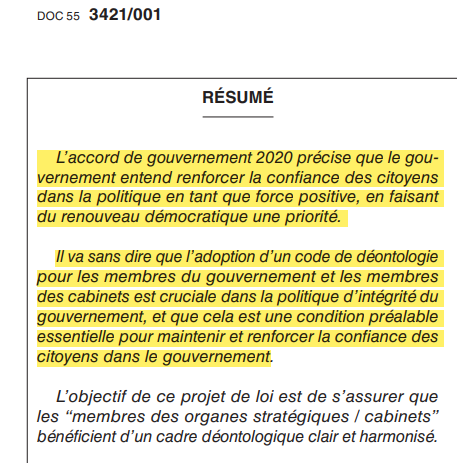 DOC 55 3421/001
RÉSUMÉ
L’accord de gouvernement 2020 précise que le gou-
vernement entend renforcer la confiance des citoyens
dans la politique en tant que force positive, en faisant
du renouveau démocratique une priorité.
Il va sans dire que l’adoption d’un code de déontologie
pour les membres du gouvernement et les membres
des cabinets est cruciale dans la politique d’intégrité du
gouvernement, et que cela est une condition préalable
essentielle pour maintenir et renforcer la confiance des
citoyens dans le gouvernement.
L’objectif de ce projet de loi est de s’assurer que
les “membres des organes stratégiques / cabinets”
bénéficient d’un cadre déontologique clair et harmonisé.